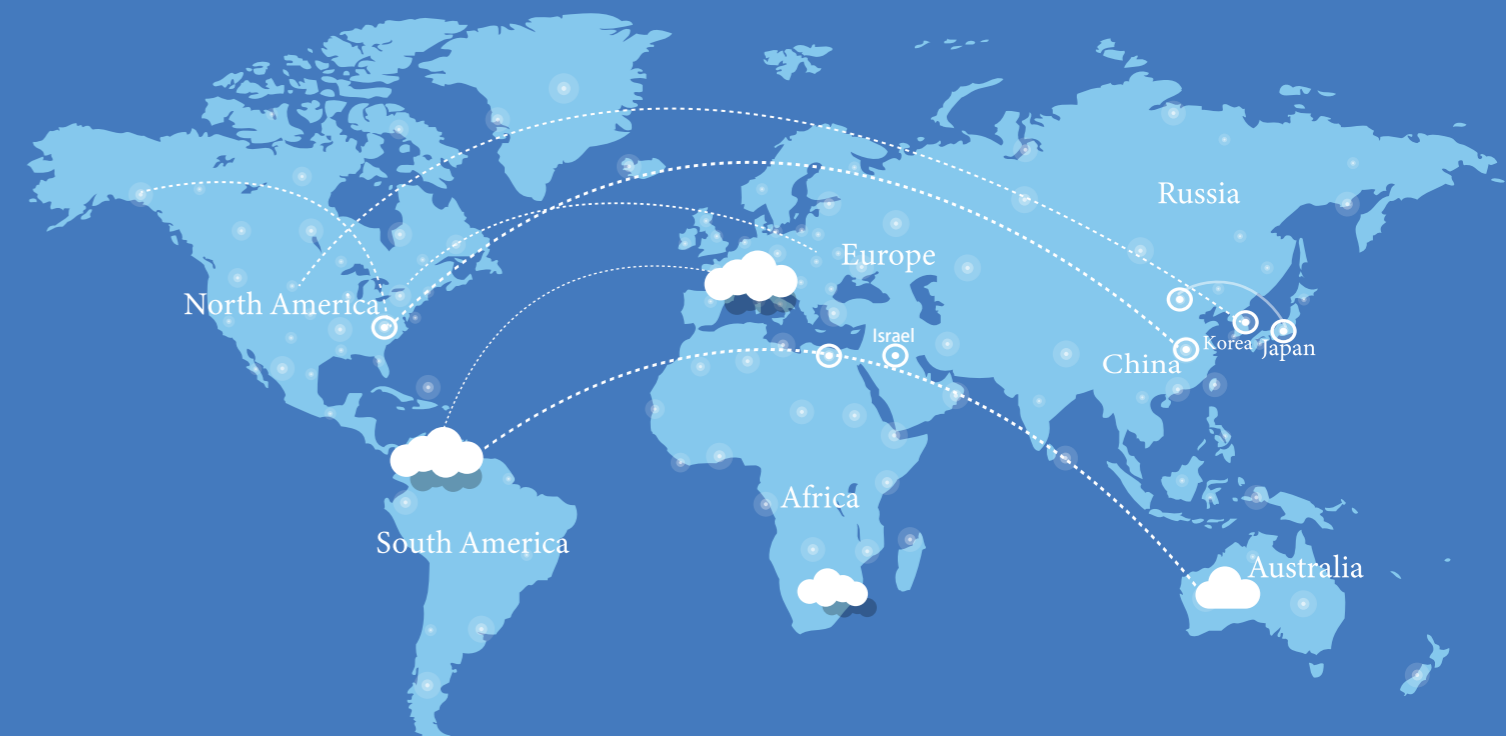 Russia
Europe
North America
Israel
Korea
Japan
China
Africa
South America
Australia